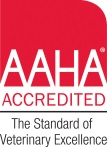 AAHA®
ACCREDITED
The Standard of
Veterinary Excellence